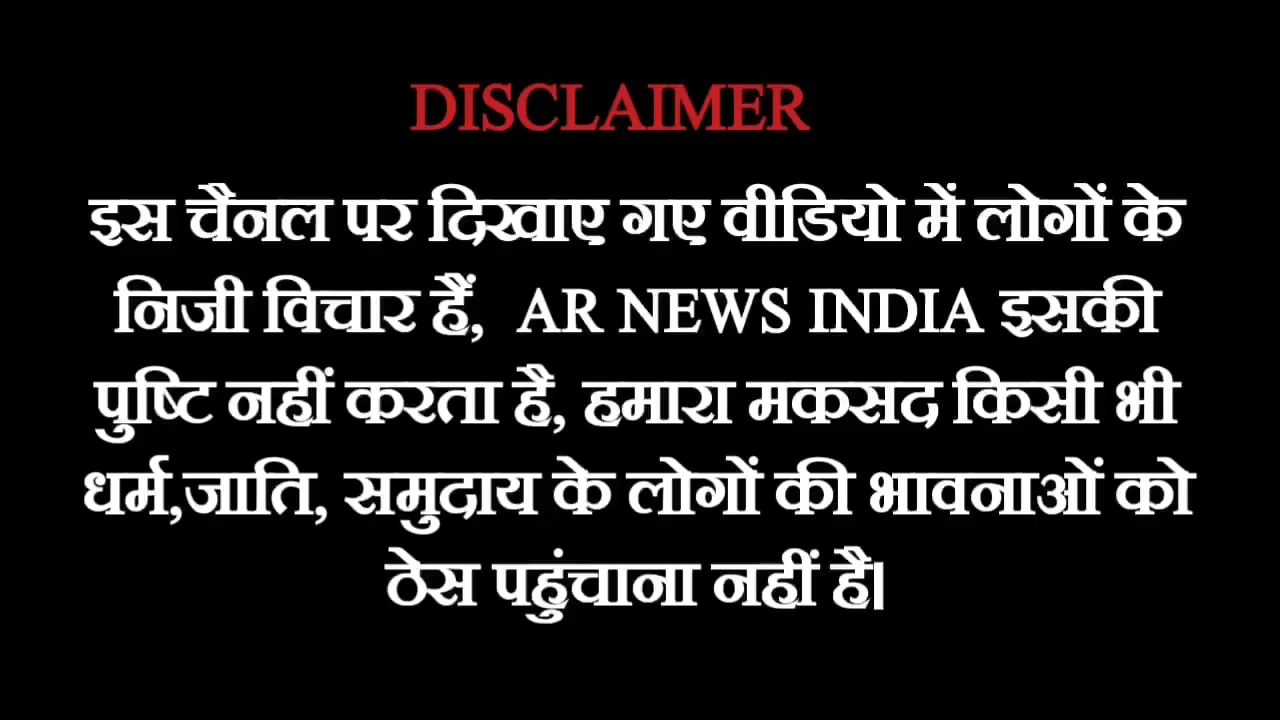 DISCLAIMER
इस चैनल पर दिखाए गए वीडियो में लोगों के
निजी विचार हैं, AR NEWS INDIA इसकी
पुष्टि नहीं करता है, हमारा मकसद किसी भी
धर्म,जाति, समुदाय के लोगों की भावनाओं को
ठेस पहुंचाना नहीं है।